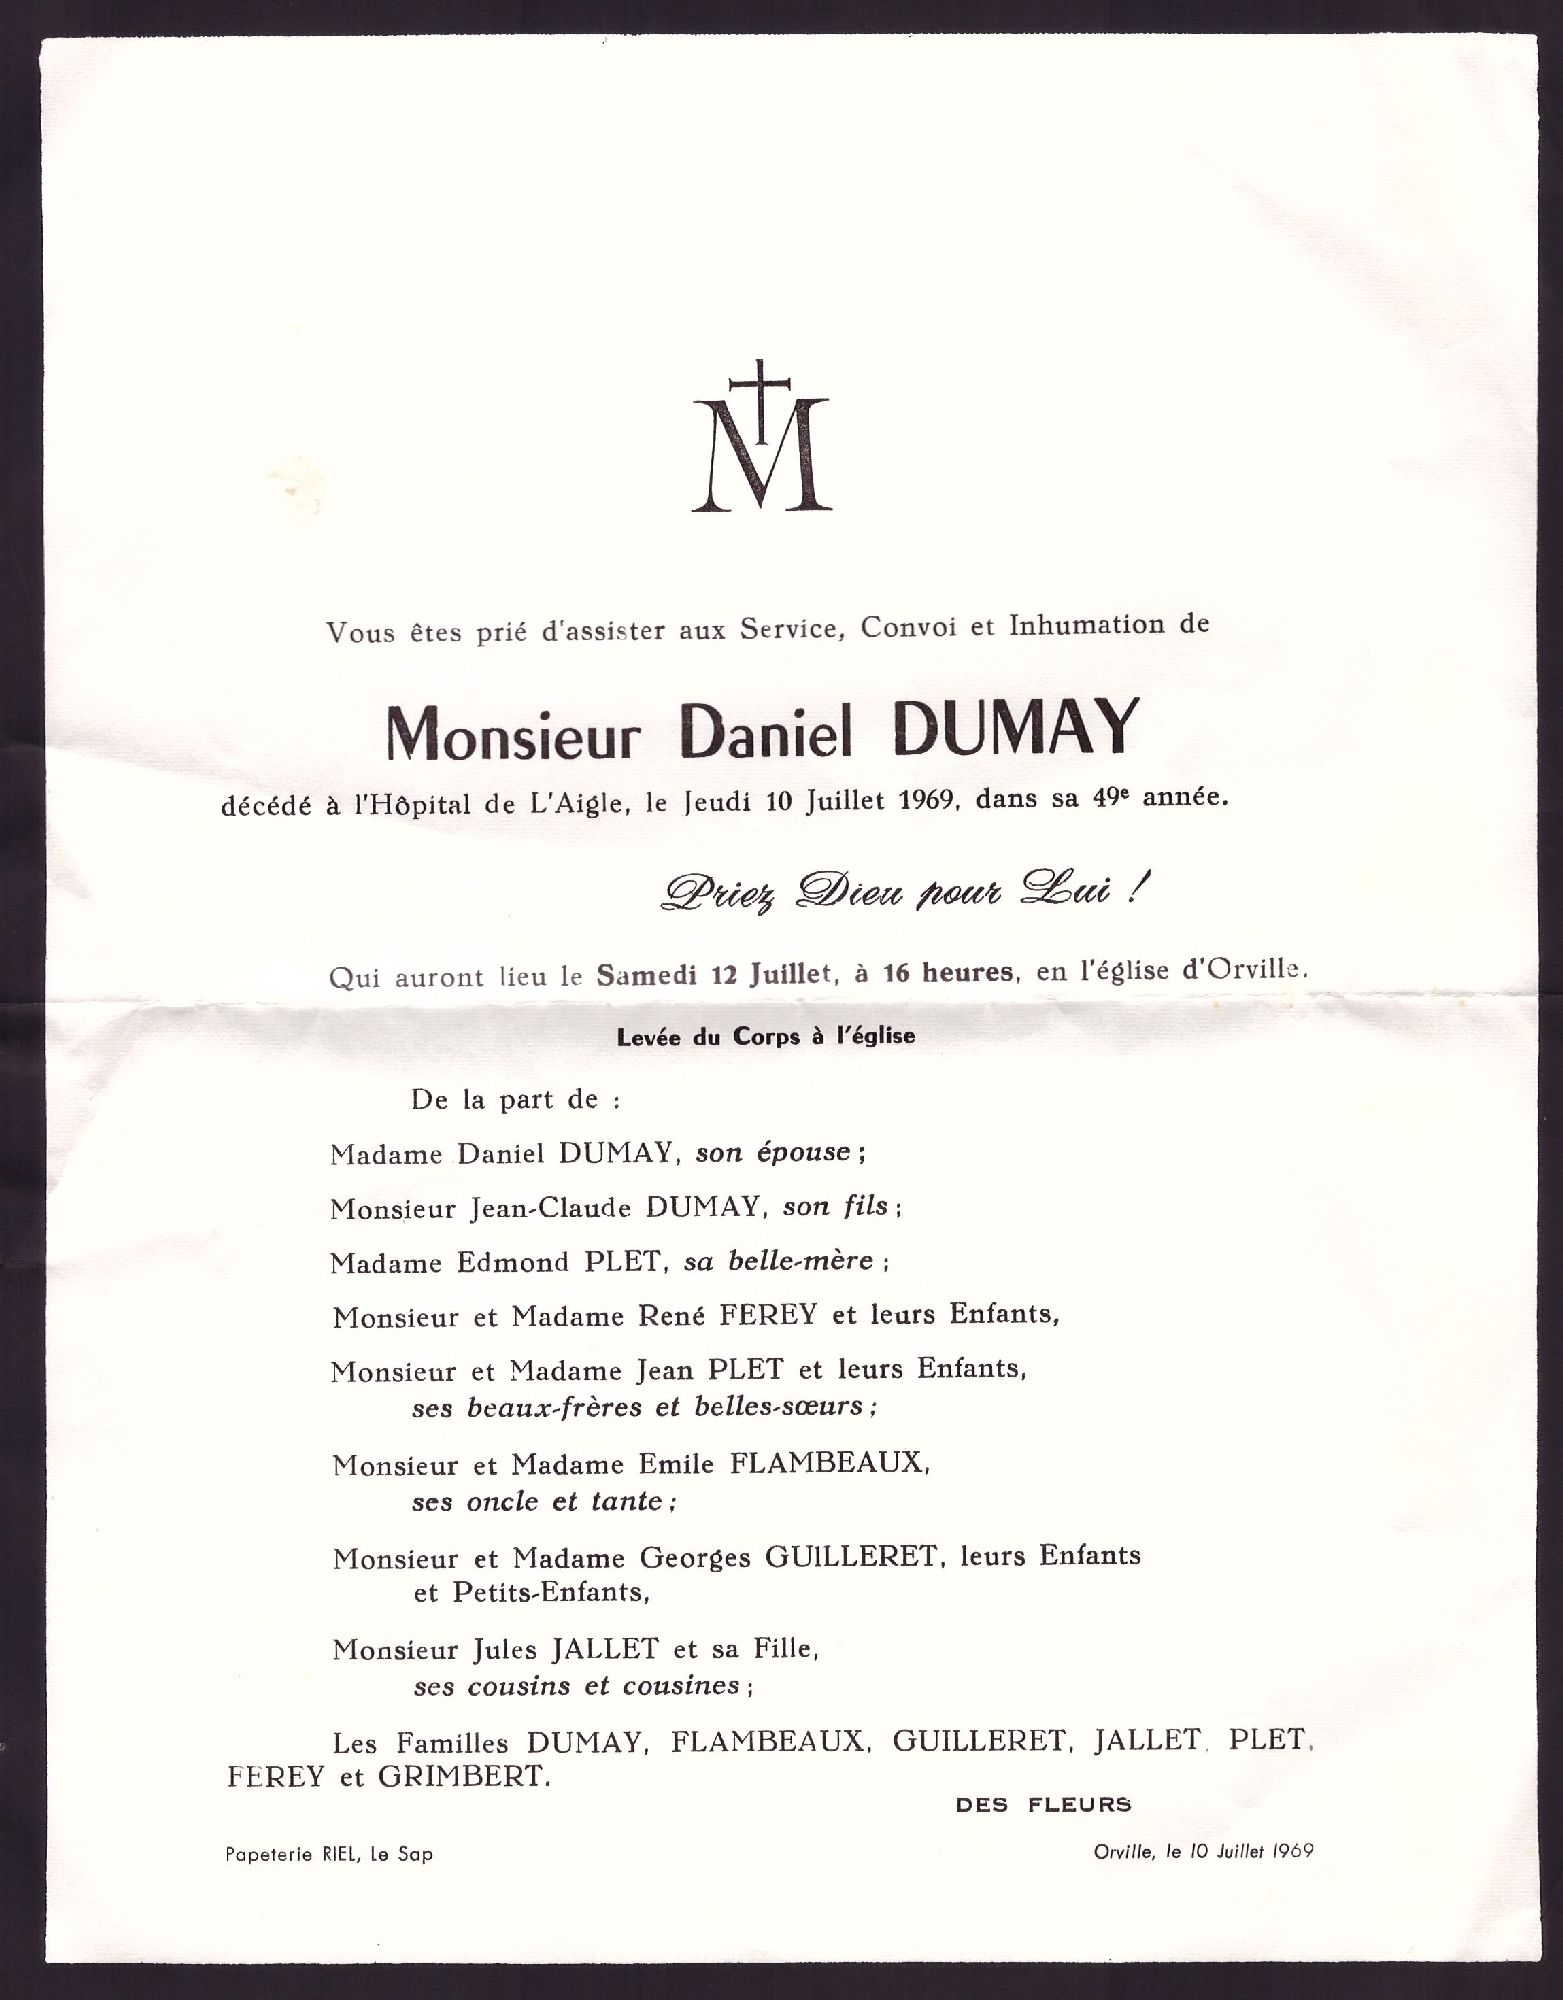 M
Vous êtes prié d'assister aux Service, Convoi et Inhumation de
Monsieur Daniel DUMAY
décédé à l'Hôpital de L'Aigle, le Jeudi 10 Juillet 1969, dans sa 49e année.
Priez Dieu pour Lui !
Qui auront lieu le Samedi 12 Juillet, à 16 heures, en l'église d'Orville.
Levée du Corps à l'église
De la part de :
Madame Daniel DUMAY, son épouse ;
Monsieur Jean-Claude DUMAY, son fils ;
Madame Edmond PLET, sa belle-mère ;
Monsieur et Madame René FEREY et leurs Enfants,
Monsieur et Madame Jean PLET et leurs Enfants,
ses beaux-frères et belles-sœurs ;
Monsieur et Madame Emile FLAMBEAUX,
ses oncle et tante ;
Monsieur et Madame Georges GUILLERET, leurs Enfants
et Petits-Enfants,
Monsieur Jules JALLET et sa Fille,
ses cousins et cousines ;
Les Familles DUMAY, FLAMBEAUX, GUILLERET, JALLET, PLET,
FEREY et GRIMBERT.
DES FLEURS
Papeterie RIEL, Le Sap
Orville, le 10 Juillet 1969